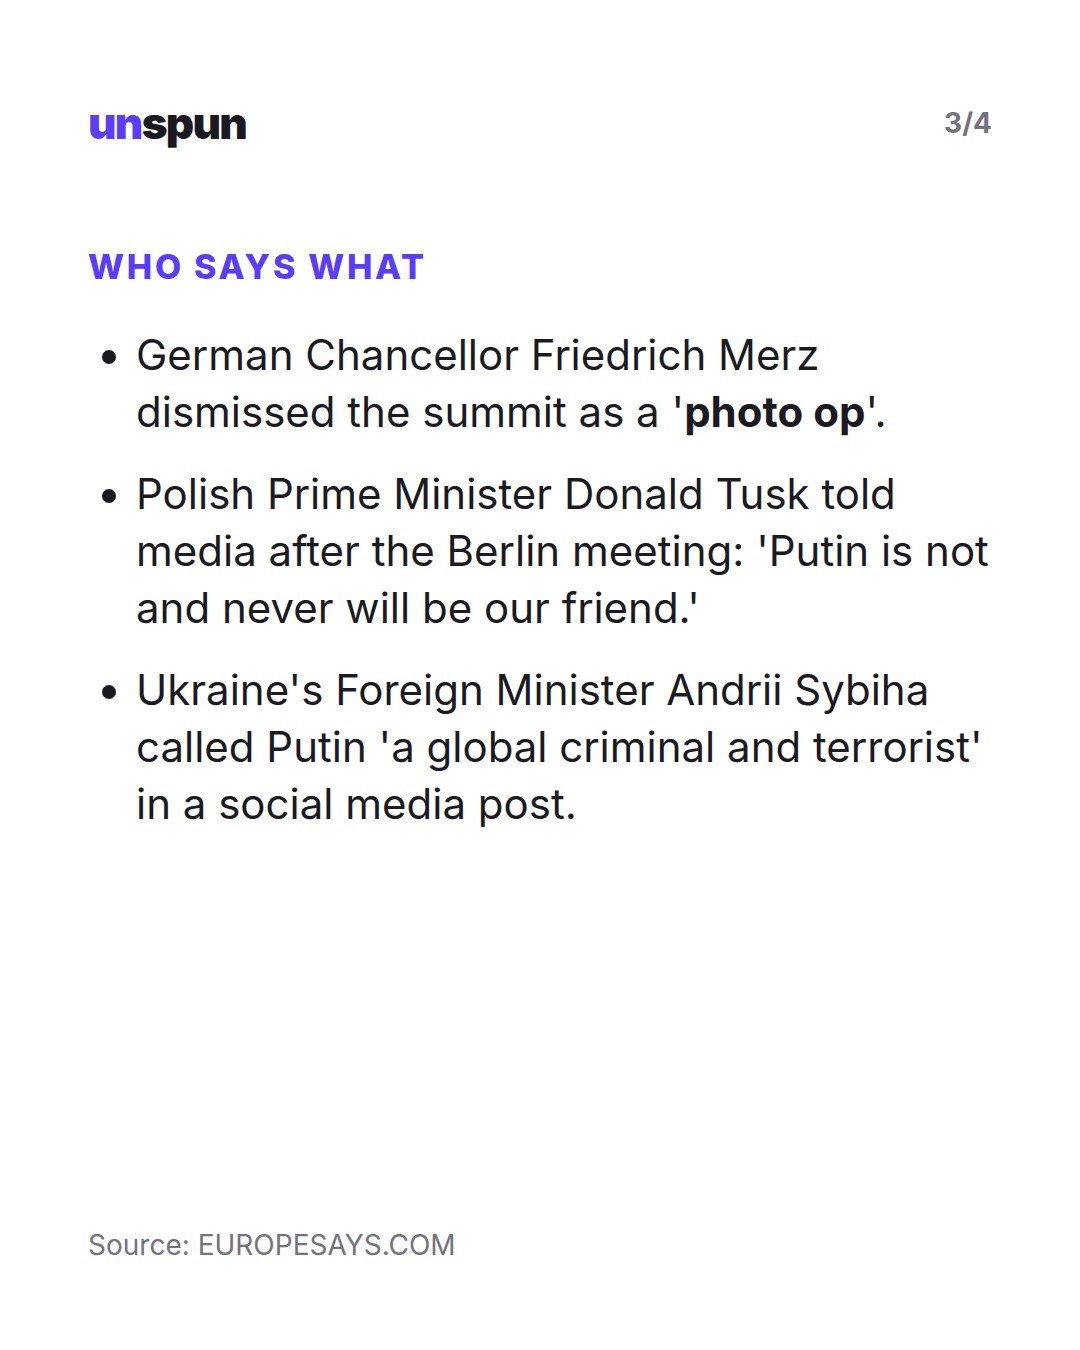 unspun
3/4
WHO SAYS WHAT
• German Chancellor Friedrich Merz
dismissed the summit as a 'photo op'.
• Polish Prime Minister Donald Tusk told
media after the Berlin meeting: 'Putin is not
and never will be our friend.'
• Ukraine's Foreign Minister Andrii Sybiha
called Putin 'a global criminal and terrorist'
in a social media post.
Source: EUROPESAYS.COM